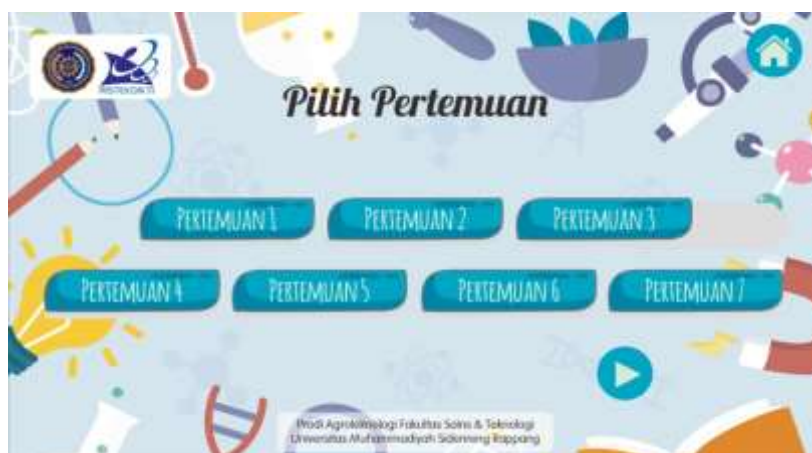 RISTEKDIKTI
Pilih Pertemuan
PERTEMUAN 1
PERTEMUAN 2
PERTEMUAN 3
PERTEMUAN 4
PERTEMUAN 5
PERTEMUAN 6
PERTEMUAN 7
Prodi Agroteknologi Fakultas Sains & Teknologi
Universitas Muhammadiyah Sidenreng Rappang